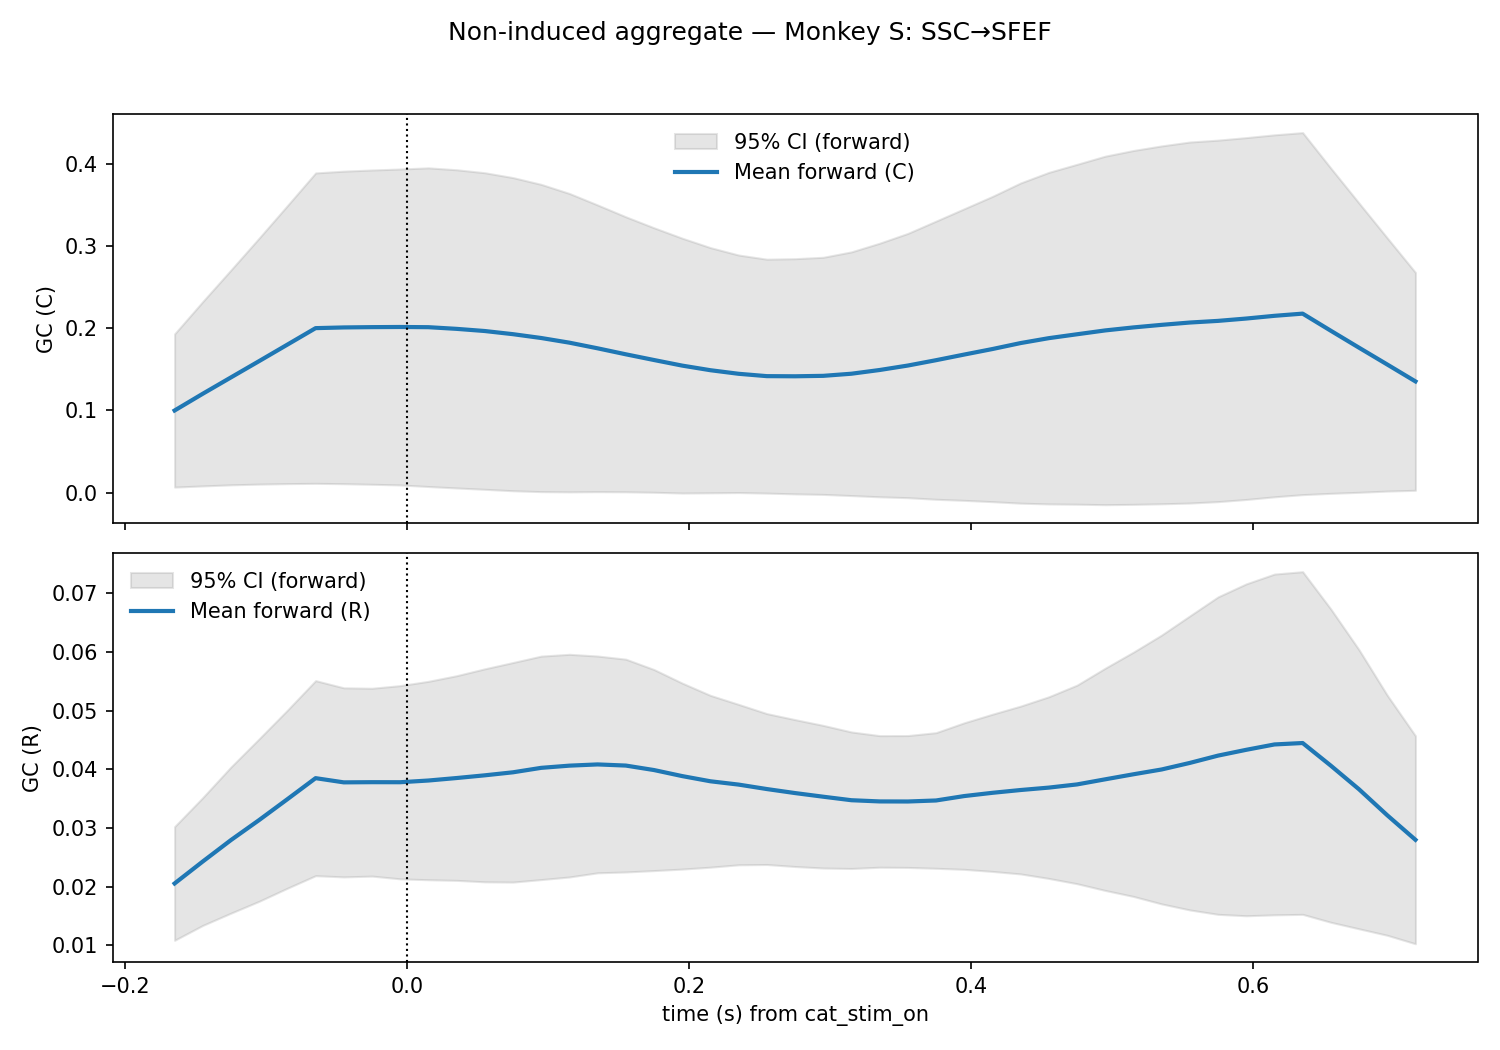 Non-induced aggregate — Monkey S: SSC→SFEF
GC (C)
0.4
0.3
0.2
0.1
0.0
95% CI (forward)
Mean forward (C)
GC (R)
0.07
0.06
0.05
0.04
0.03
0.02
0.01
95% CI (forward)
Mean forward (R)
−0.2 0.0 0.2 0.4 0.6
time (s) from cat_stim_on